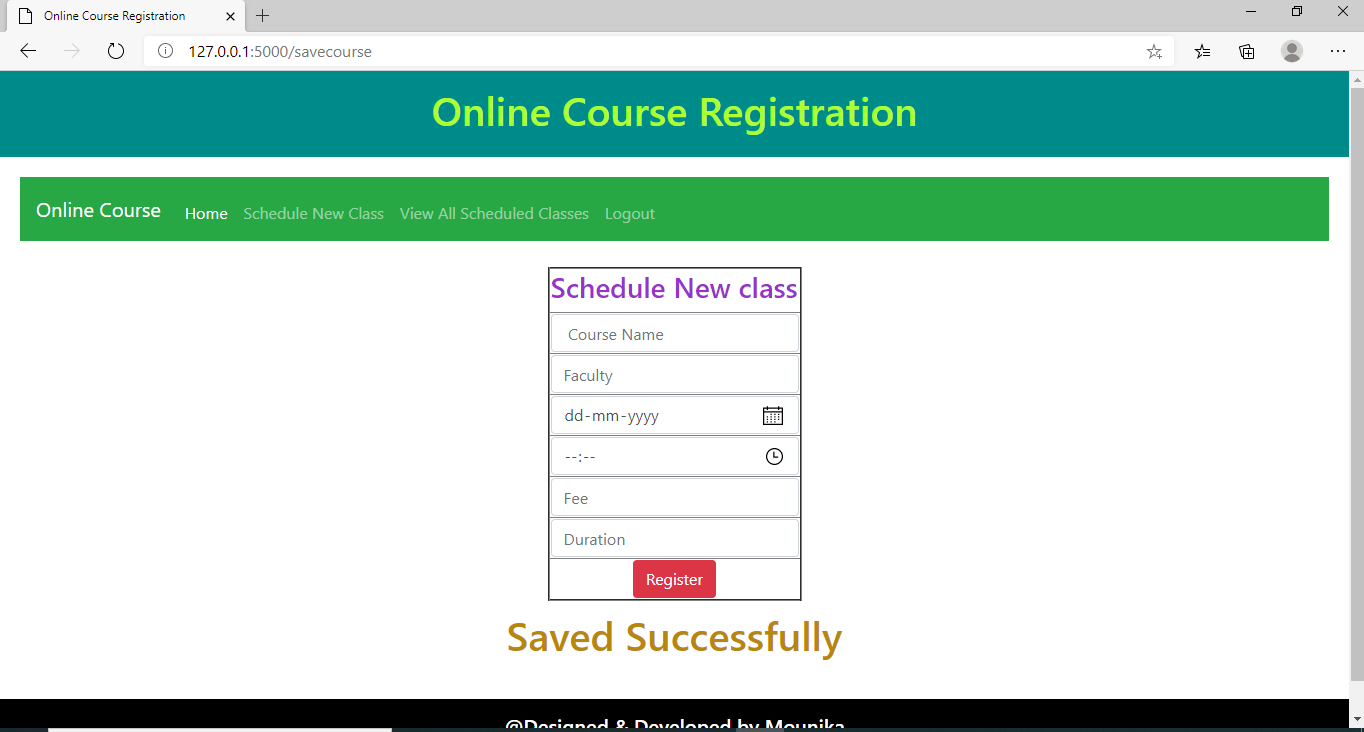 Online Course Registration
127.0.0.1:5000/savecourse
Online Course Registration
Online Course Home Schedule New Class View All Scheduled Classes Logout
Schedule New class
Course Name
Faculty
dd-mm-yyyy
--:--
Fee
Duration
Register
Saved Successfully
@Designed & Developed by Mounika